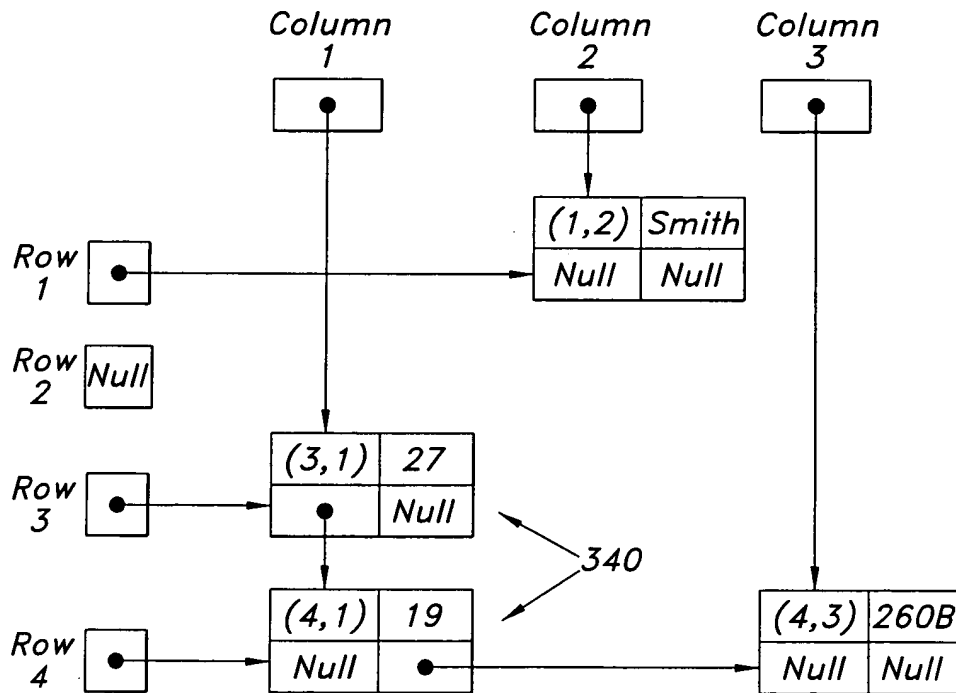 Column Column Column
1 2 3
(1,2) Smith
Row
1
Null Null
Row
2
Null
(3,1) 27
Row
3
Null
340
(4,1) 19 (4,3) 260B
Row
4
Null Null Null